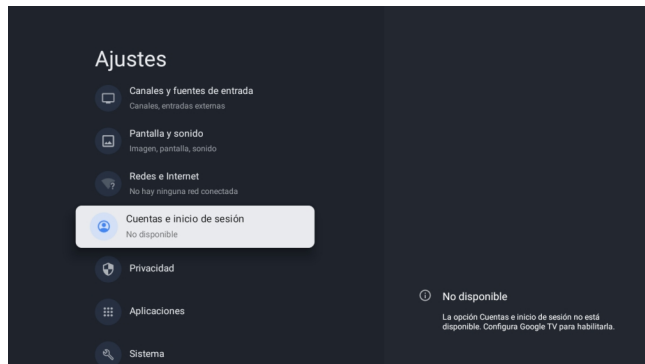 Ajustes
Canales y fuentes de entrada
Canales, entradas externas
Pantalla y sonido
Imagen, pantalla, sonido
Redes e Internet
No hay ninguna red conectada
Cuentas e inicio de sesión
No disponible
Privacidad
Aplicaciones
Sistema
No disponible
La opción Cuentas e inicio de sesión no está
disponible. Configura Google TV para habilitarla.